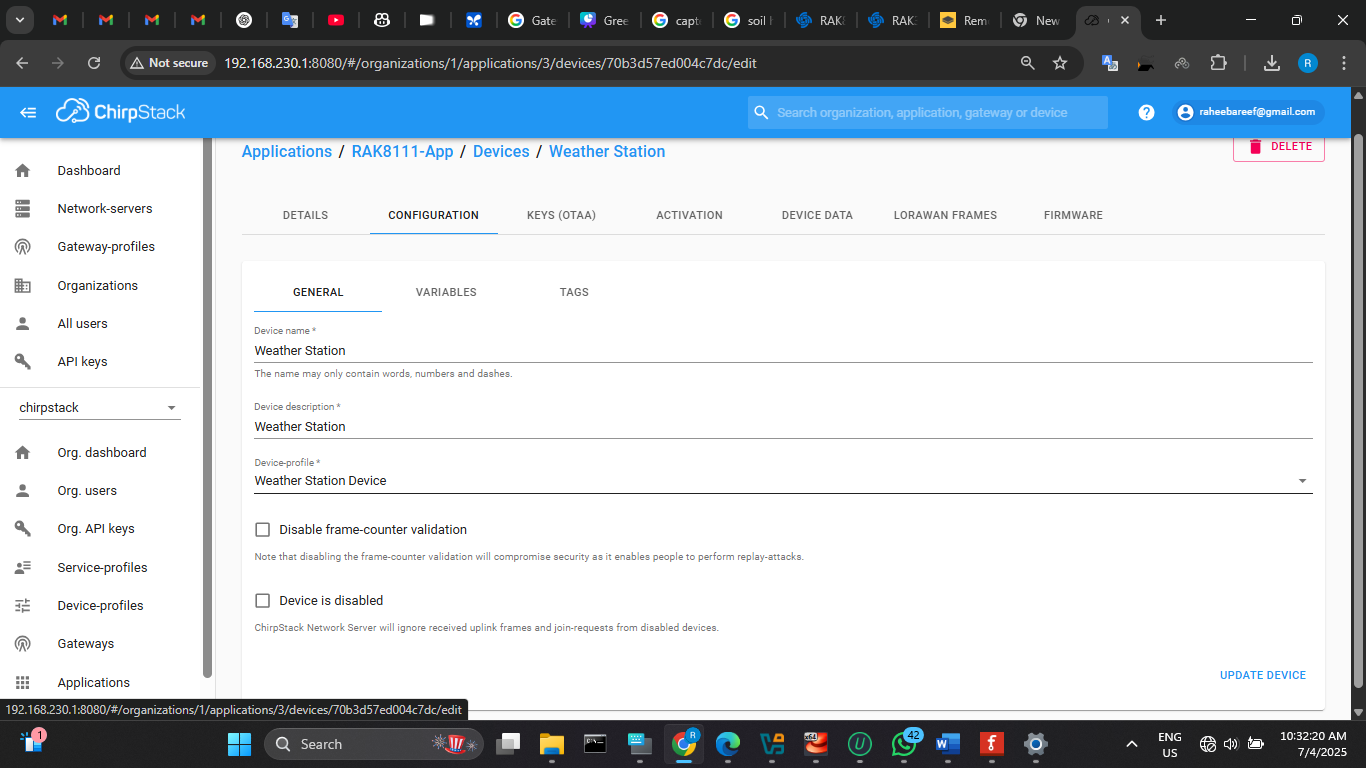 Gate
Gree
capt
soil
RAK
RAK
Rem
New
Not secure
192.168.230.1:8080/#/organizations/1/applications/3/devices/70b3d57ed004c7dc/edit
R
ChirpStack
Search organization, application, gateway or device
raheebareef@gmail.com
Applications / RAK8111-App / Devices / Weather Station
DELETE
Dashboard
Network-servers
Gateway-profiles
Organizations
All users
API keys
chirpstack
Org. dashboard
Org. users
Org. API keys
Service-profiles
Device-profiles
Gateways
Applications
DETAILS CONFIGURATION KEYS (OTAA) ACTIVATION DEVICE DATA LORAWAN FRAMES FIRMWARE
GENERAL VARIABLES TAGS
Device name *
Weather Station
The name may only contain words, numbers and dashes.
Device description *
Weather Station
Device-profile *
Weather Station Device
Disable frame-counter validation
Note that disabling the frame-counter validation will compromise security as it enables people to perform replay-attacks.
Device is disabled
ChirpStack Network Server will ignore received uplink frames and join-requests from disabled devices.
UPDATE DEVICE
192.168.230.1:8080/#/organizations/1/applications/3/devices/70b3d57ed004c7dc/edit
1
Search
R
42
ENG
US
10:32:20 AM
7/4/2025